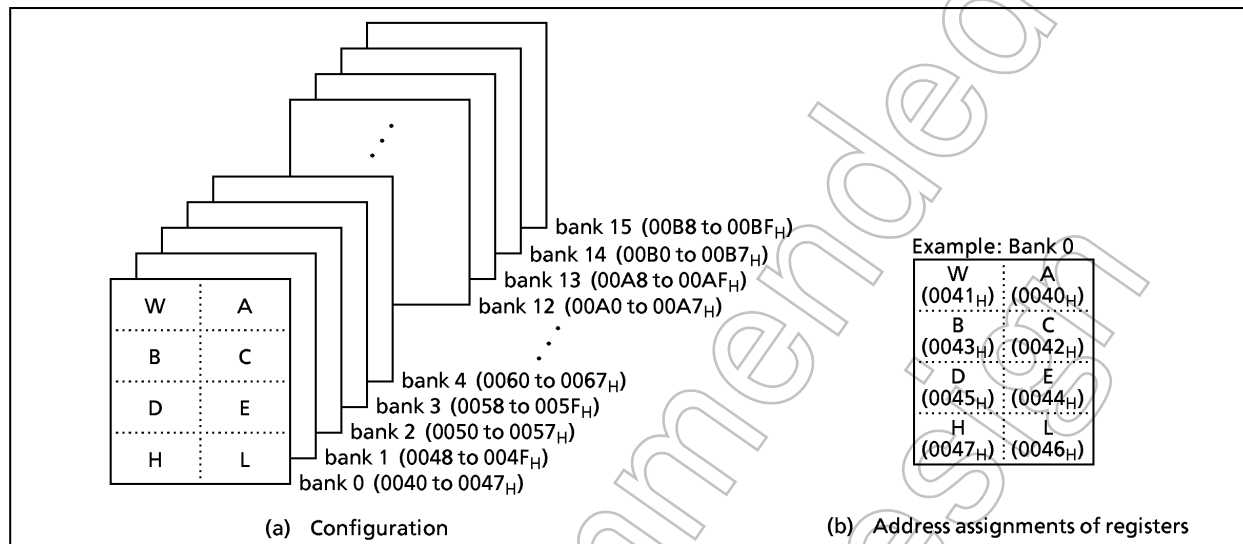 bank 15 (00B8 to 00BFH)
bank 14 (00B0 to 00B7H)
bank 13 (00A8 to 00AFH)
bank 12 (00A0 to 00A7H)
bank 4 (0060 to 0067H)
bank 3 (0058 to 005FH)
bank 2 (0050 to 0057H)
bank 1 (0048 to 004FH)
bank 0 (0040 to 0047H)
W A
B C
D E
H L
(a) Configuration
Example: Bank 0
W A
(0041H) (0040H)
B C
(0043H) (0042H)
D E
(0045H) (0044H)
H L
(0047H) (0046H)
(b) Address assignments of registers